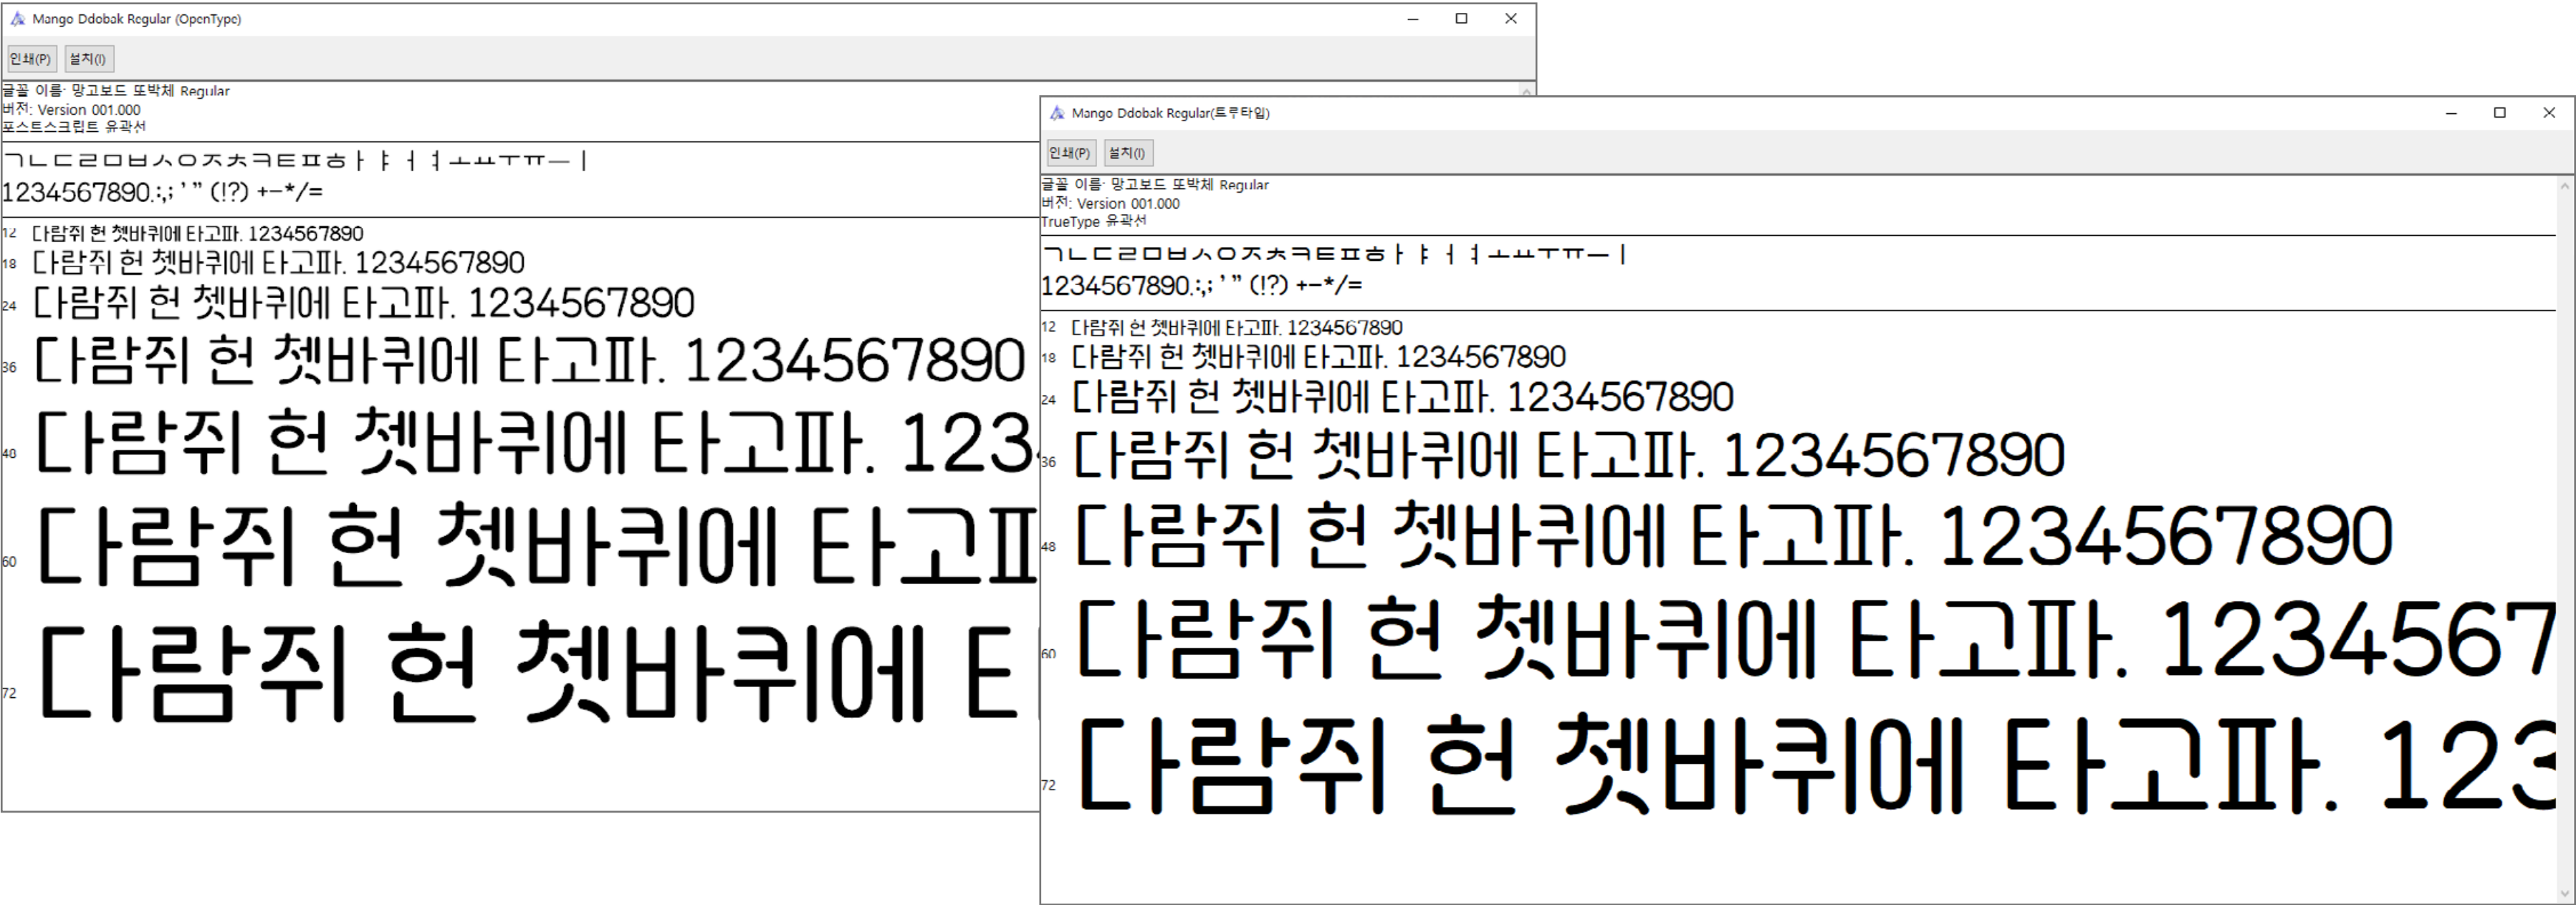 Mango Ddobak Regular (OpenType)
인쇄(P) 설치(I)
글꼴 이름: 망고보드 또박체 Regular
버전: Version 001.000
포스트스크립트 윤곽선
ㄱㄴㄷㄹㅁㅂㅅㅇㅈㅊㅋㅌㅍㅎㅏㅑㅓㅕㅗㅛㅜㅠㅡㅣ
1234567890.:,; ' " (!?) +-*/=
12 다람쥐 헌 쳇바퀴에 타고파. 1234567890
18 다람쥐 헌 쳇바퀴에 타고파. 1234567890
24 다람쥐 헌 쳇바퀴에 타고파. 1234567890
36 다람쥐 헌 쳇바퀴에 타고파. 1234567890
48 다람쥐 헌 쳇바퀴에 타고파. 123
60 다람쥐 헌 쳇바퀴에 타고파
72 다람쥐 헌 쳇바퀴에 타
Mango Ddobak Regular(트루타입)
인쇄(P) 설치(I)
글꼴 이름: 망고보드 또박체 Regular
버전: Version 001.000
TrueType 윤곽선
ㄱㄴㄷㄹㅁㅂㅅㅇㅈㅊㅋㅌㅍㅎㅏㅑㅓㅕㅗㅛㅜㅠㅡㅣ
1234567890.:,; ' " (!?) +-*/=
12 다람쥐 헌 쳇바퀴에 타고파. 1234567890
18 다람쥐 헌 쳇바퀴에 타고파. 1234567890
24 다람쥐 헌 쳇바퀴에 타고파. 1234567890
36 다람쥐 헌 쳇바퀴에 타고파. 1234567890
48 다람쥐 헌 쳇바퀴에 타고파. 1234567890
60 다람쥐 헌 쳇바퀴에 타고파. 1234567
72 다람쥐 헌 쳇바퀴에 타고파. 123